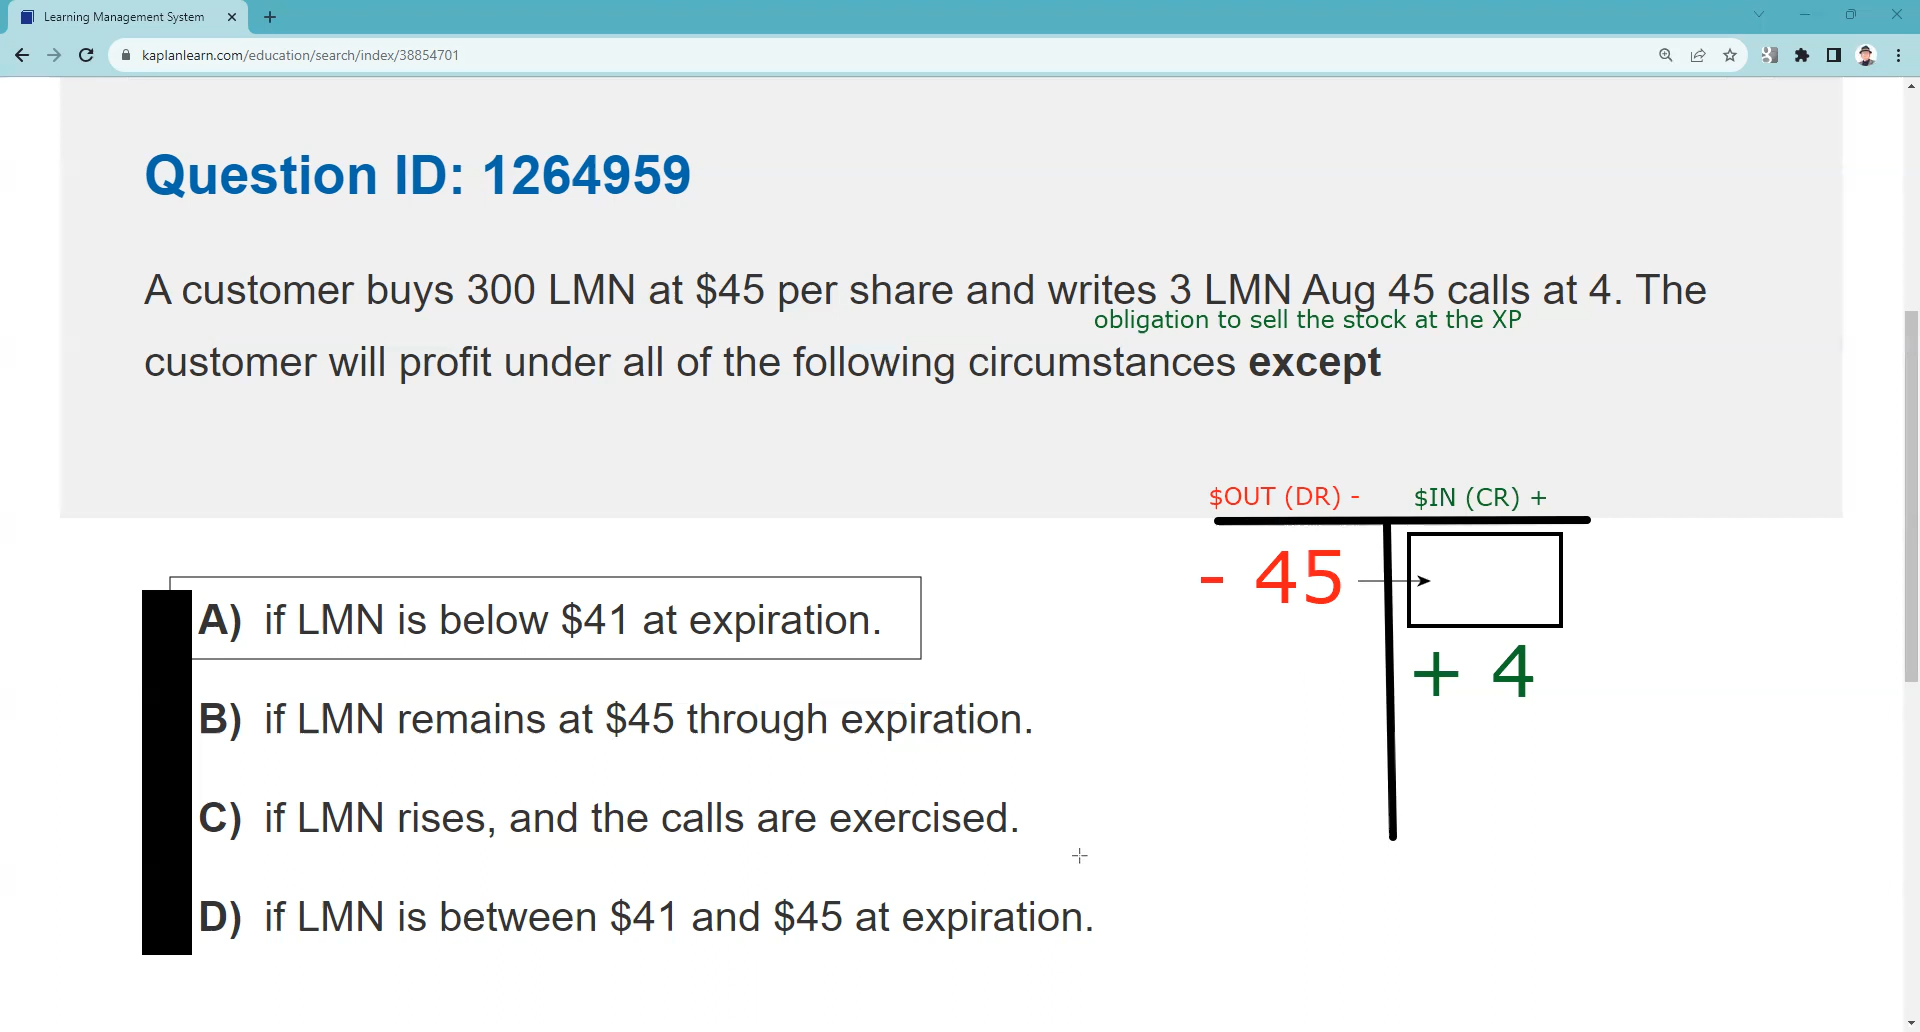 Learning Management System
kaplanlearn.com/education/search/index/38854701
Question ID: 1264959
A customer buys 300 LMN at $45 per share and writes 3 LMN Aug 45 calls at 4. The
obligation to sell the stock at the XP
customer will profit under all of the following circumstances except
$OUT (DR) - $IN (CR) +
- 45
+ 4
A) if LMN is below $41 at expiration.
B) if LMN remains at $45 through expiration.
C) if LMN rises, and the calls are exercised.
D) if LMN is between $41 and $45 at expiration.